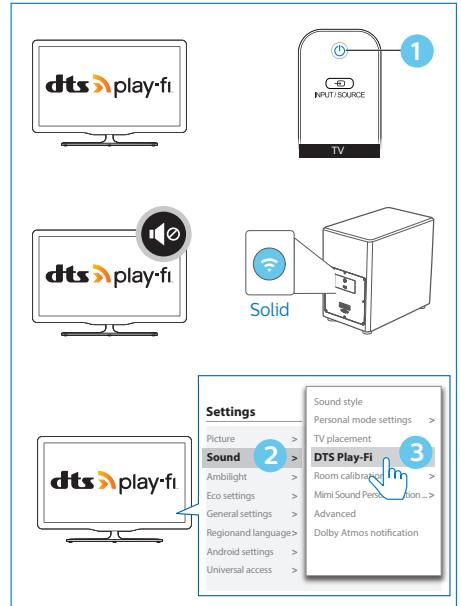 dts play-fi
1
INPUT/SOURCE
TV
dts play-fi
Solid
dts play-fi
Settings
Picture >
Sound 2 >
Ambilight >
Eco settings >
General settings >
Regionand language>
Android settings >
Universal access >
Sound style
Personal mode settings >
TV placement
DTS Play-Fi 3
Room calibration >
Mimi Sound ...>
Advanced
Dolby Atmos notification